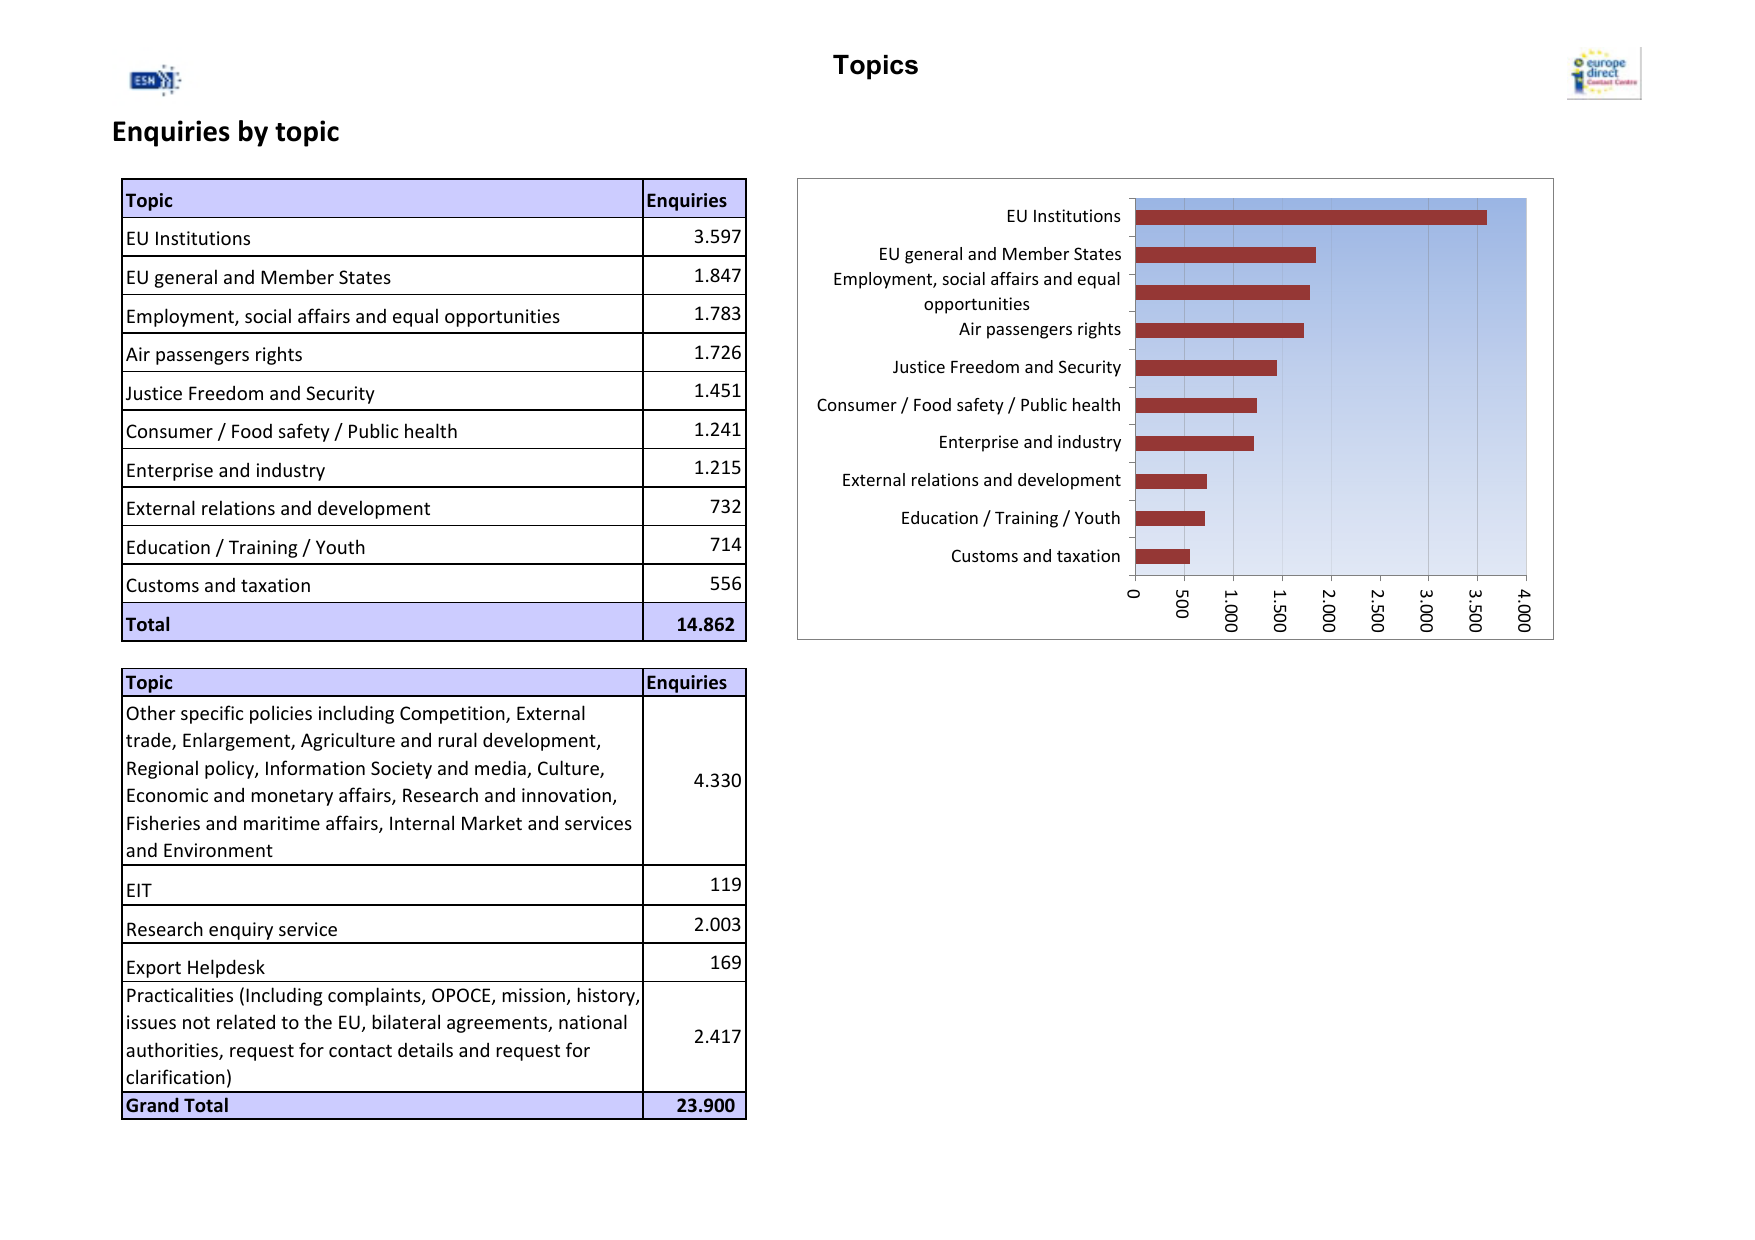 Topics
ESN
europe
direct
Contact Centre
Enquiries by topic
Topic Enquiries
EU Institutions 3.597
EU general and Member States 1.847
Employment, social affairs and equal opportunities 1.783
Air passengers rights 1.726
Justice Freedom and Security 1.451
Consumer / Food safety / Public health 1.241
Enterprise and industry 1.215
External relations and development 732
Education / Training / Youth 714
Customs and taxation 556
Total 14.862
EU Institutions
EU general and Member States
Employment, social affairs and equal
opportunities
Air passengers rights
Justice Freedom and Security
Consumer / Food safety / Public health
Enterprise and industry
External relations and development
Education / Training / Youth
Customs and taxation
0 500 1.000 1.500 2.000 2.500 3.000 3.500 4.000
Topic Enquiries
Other specific policies including Competition, External
trade, Enlargement, Agriculture and rural development,
Regional policy, Information Society and media, Culture,
Economic and monetary affairs, Research and innovation,
Fisheries and maritime affairs, Internal Market and services
and Environment
4.330
EIT 119
Research enquiry service 2.003
Export Helpdesk 169
Practicalities (Including complaints, OPOCE, mission, history,
issues not related to the EU, bilateral agreements, national
authorities, request for contact details and request for
clarification)
2.417
Grand Total 23.900